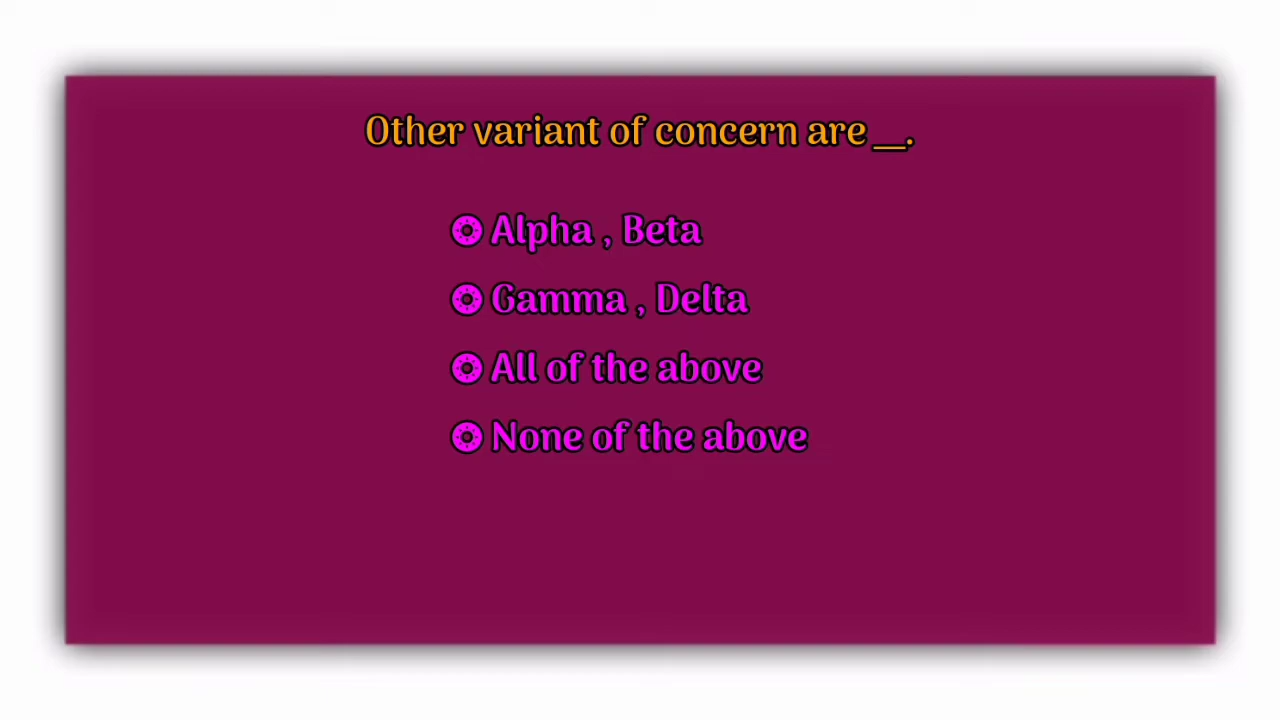 Other variant of concern are __.
Alpha , Beta
Gamma , Delta
All of the above
None of the above